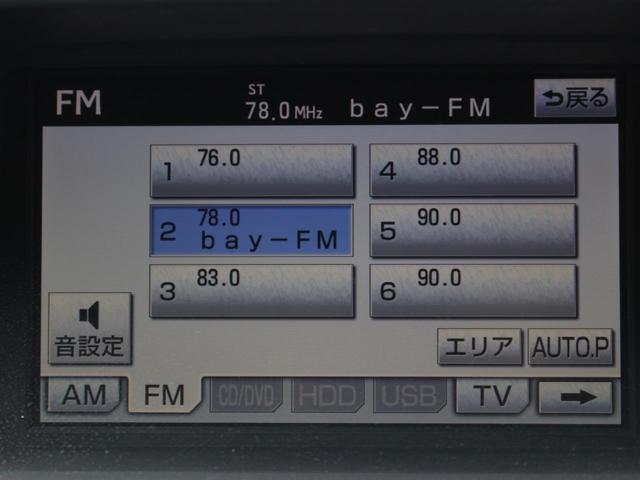 FM
ST
78.0 MHz bay-FM
戻る
1 76.0
4 88.0
2 78.0
bay-FM
5 90.0
3 83.0
6 90.0
音設定
エリア AUTO.P
AM FM CD/DVD HDD USB TV